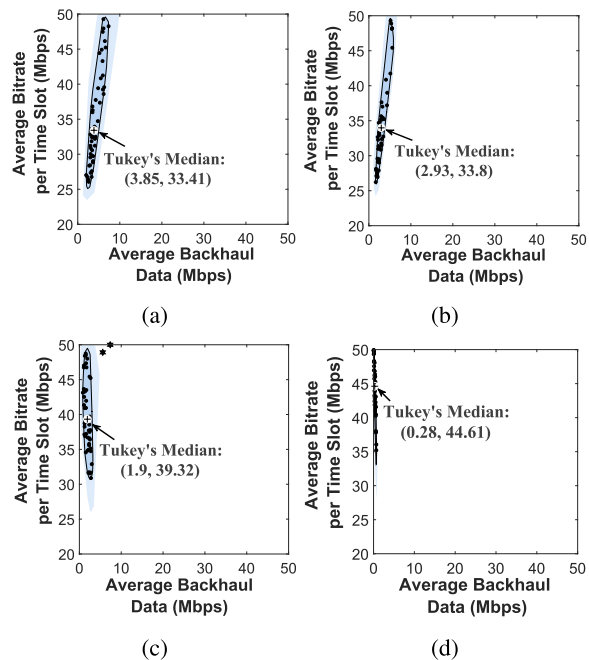 50
45
40
35
30
25
20
0
10
20
30
40
50
Average Bitrate
per Time Slot (Mbps)
Tukey's Median:
(3.85, 33.41)
Average Backhaul
Data (Mbps)
(a)
50
45
40
35
30
25
20
0
10
20
30
40
50
Average Bitrate
per Time Slot (Mbps)
Tukey's Median:
(2.93, 33.8)
Average Backhaul
Data (Mbps)
(b)
50
45
40
35
30
25
20
0
10
20
30
40
50
Average Bitrate
per Time Slot (Mbps)
Tukey's Median:
(1.9, 39.32)
Average Backhaul
Data (Mbps)
(c)
50
45
40
35
30
25
20
0
10
20
30
40
50
Average Bitrate
per Time Slot (Mbps)
Tukey's Median:
(0.28, 44.61)
Average Backhaul
Data (Mbps)
(d)